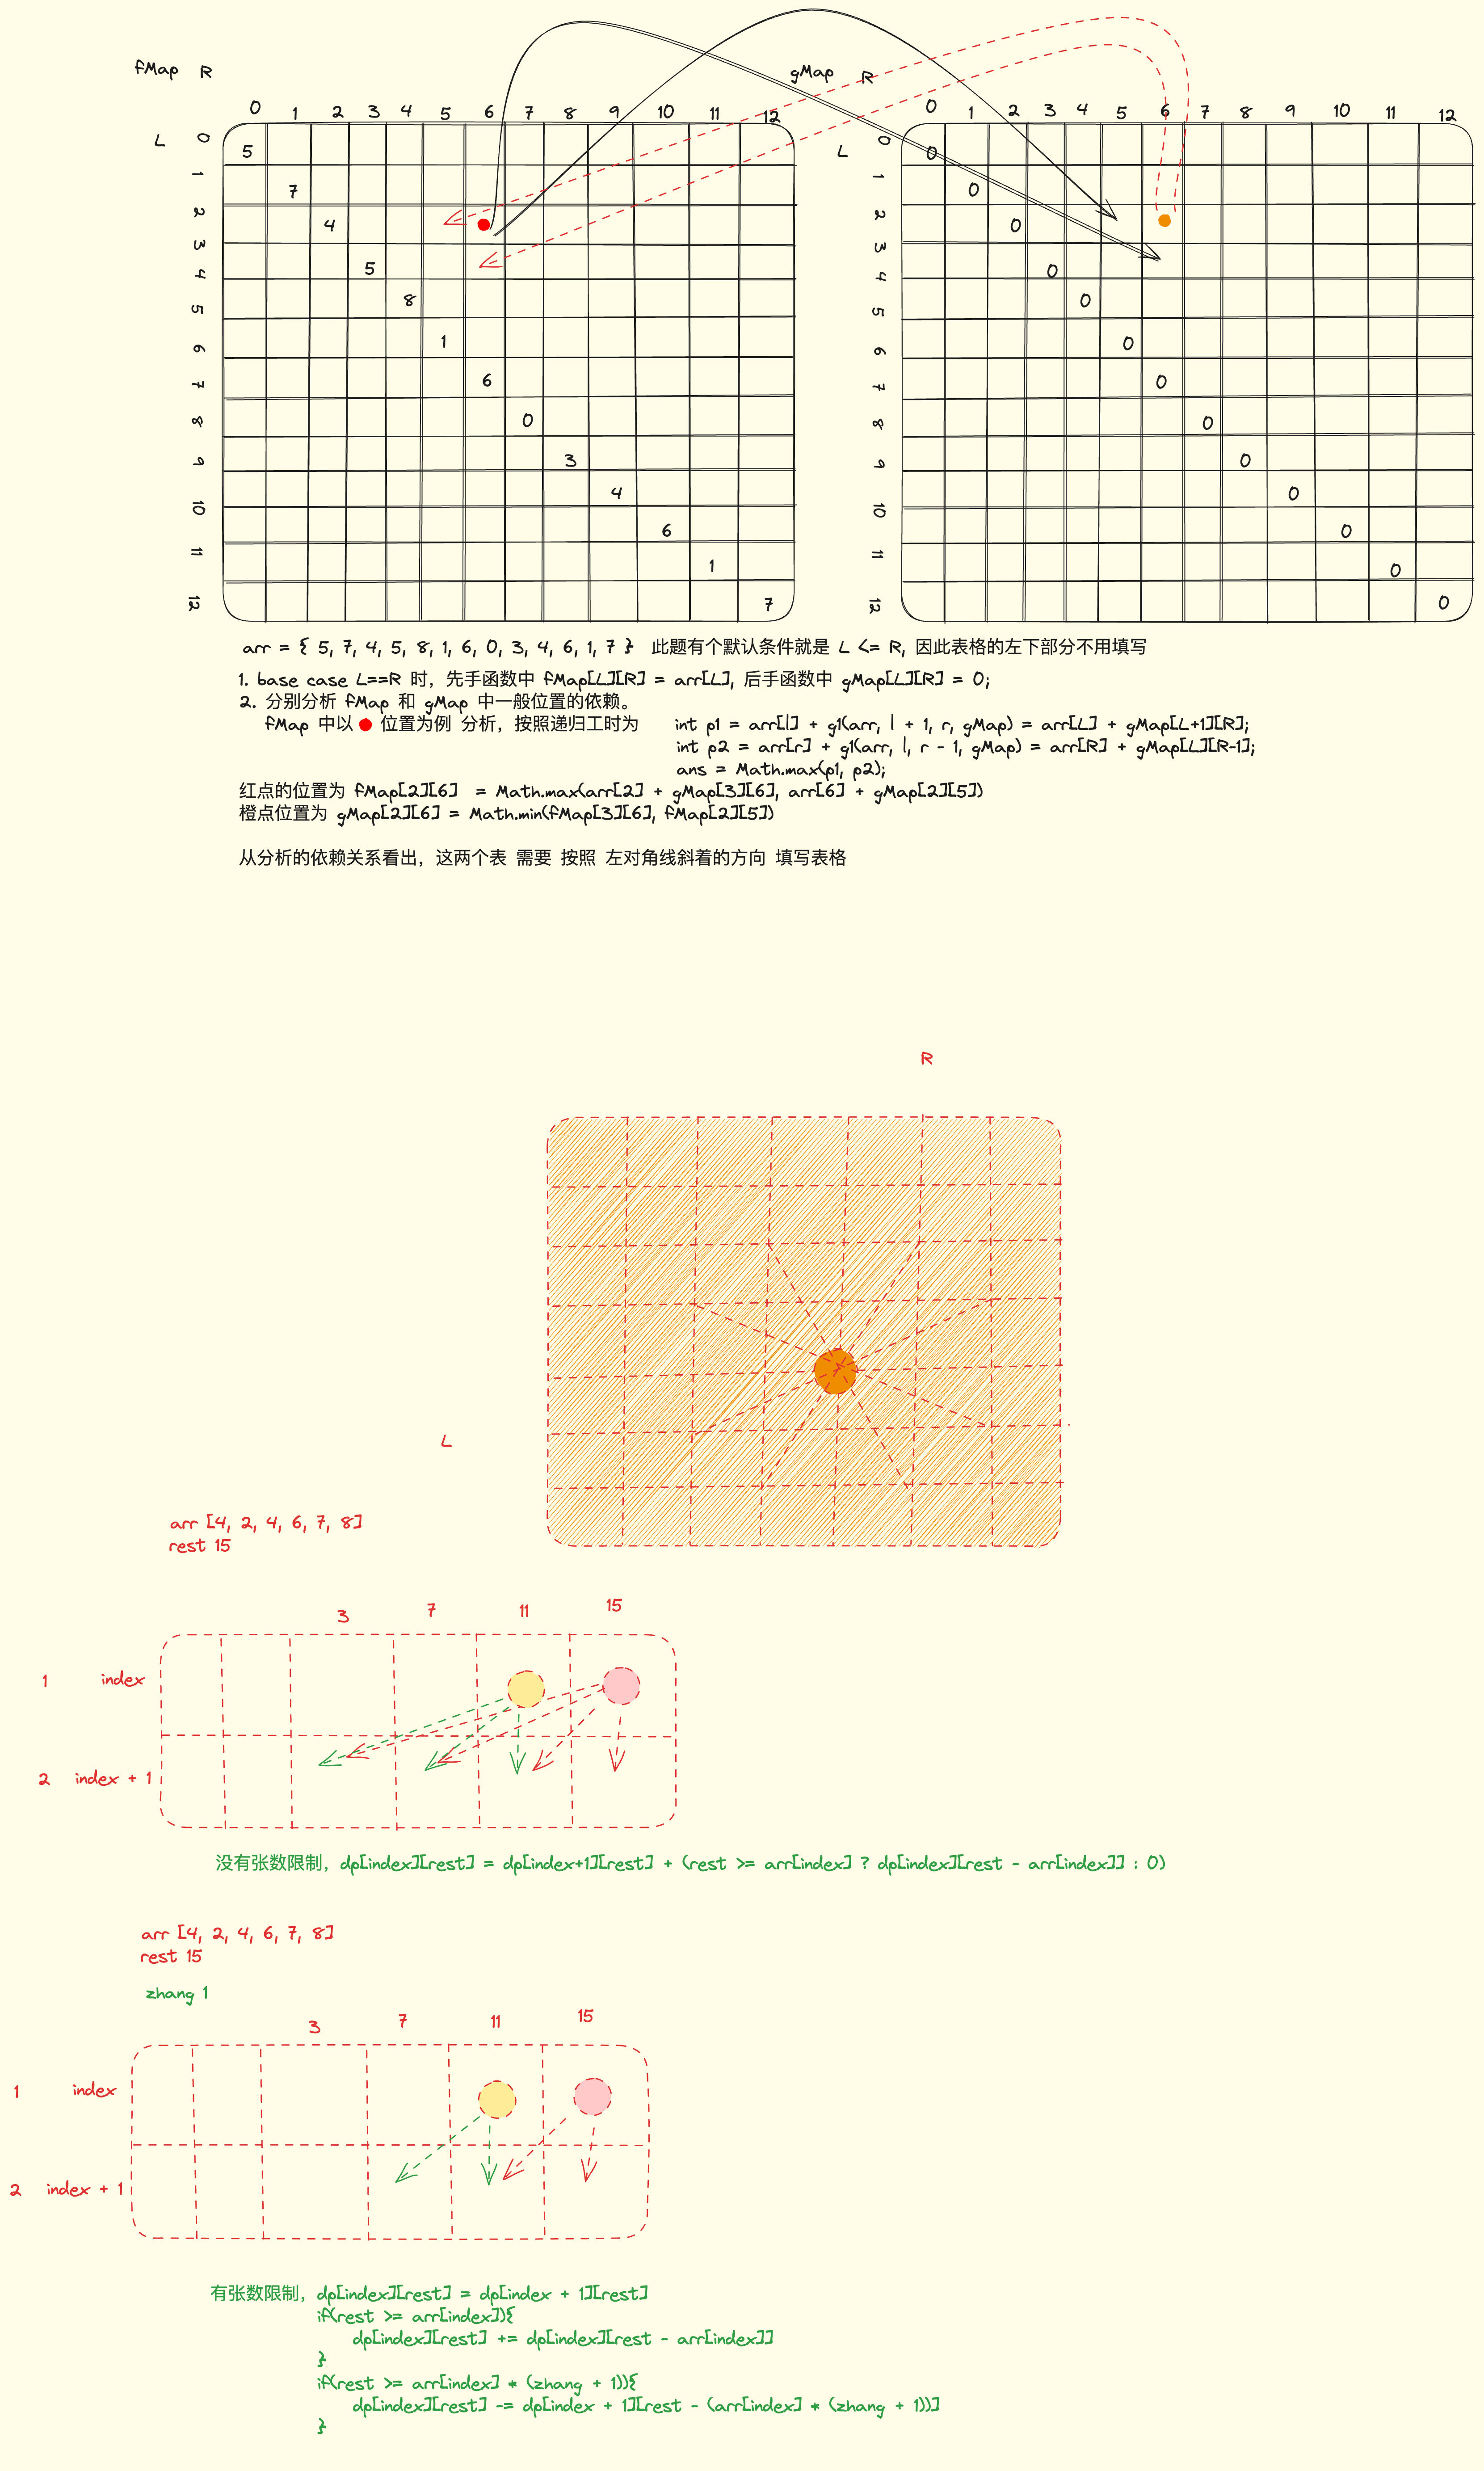 fMap R
gMap R
0 1 2 3 4 5 6 7 8 9 10 11 12
0 1 2 3 4 5 6 7 8 9 10 11 12
L 0 5
1 7
2 4
3 5
4 8
5 1
6 6
7 0
8 3
9 4
10 6
11 1
12 7
L 0 0
1 0
2 0
3 0
4 0
5 0
6 0
7 0
8 0
9 0
10 0
11 0
12 0
arr = { 5, 7, 4, 5, 8, 1, 6, 0, 3, 4, 6, 1, 7 } 此题有个默认条件就是 L <= R, 因此表格的左下部分不用填写
1. base case L==R 时，先手函数中 fMap[L][R] = arr[L], 后手函数中 gMap[L][R] = 0;
2. 分别分析 fMap 和 gMap 中一般位置的依赖。
fMap 中以 位置为例 分析，按照递归工时为 int p1 = arr[l] + g1(arr, l + 1, r, gMap) = arr[L] + gMap[L+1][R];
int p2 = arr[r] + g1(arr, l, r - 1, gMap) = arr[R] + gMap[L][R-1];
ans = Math.max(p1, p2);
红点的位置为 fMap[2][6] = Math.max(arr[2] + gMap[3][6], arr[6] + gMap[2][5])
橙点位置为 gMap[2][6] = Math.min(fMap[3][6], fMap[2][5])
从分析的依赖关系看出，这两个表 需要 按照 左对角线斜着的方向 填写表格
R
L
arr [4, 2, 4, 6, 7, 8]
rest 15
3 7 11 15
1 index
2 index + 1
没有张数限制，dp[index][rest] = dp[index+1][rest] + (rest >= arr[index] ? dp[index][rest - arr[index]] : 0)
arr [4, 2, 4, 6, 7, 8]
rest 15
zhang 1
3 7 11 15
1 index
2 index + 1
有张数限制，dp[index][rest] = dp[index + 1][rest]
if(rest >= arr[index]){
dp[index][rest] += dp[index][rest - arr[index]]
}
if(rest >= arr[index] * (zhang + 1)){
dp[index][rest] -= dp[index + 1][rest - (arr[index] * (zhang + 1))]
}